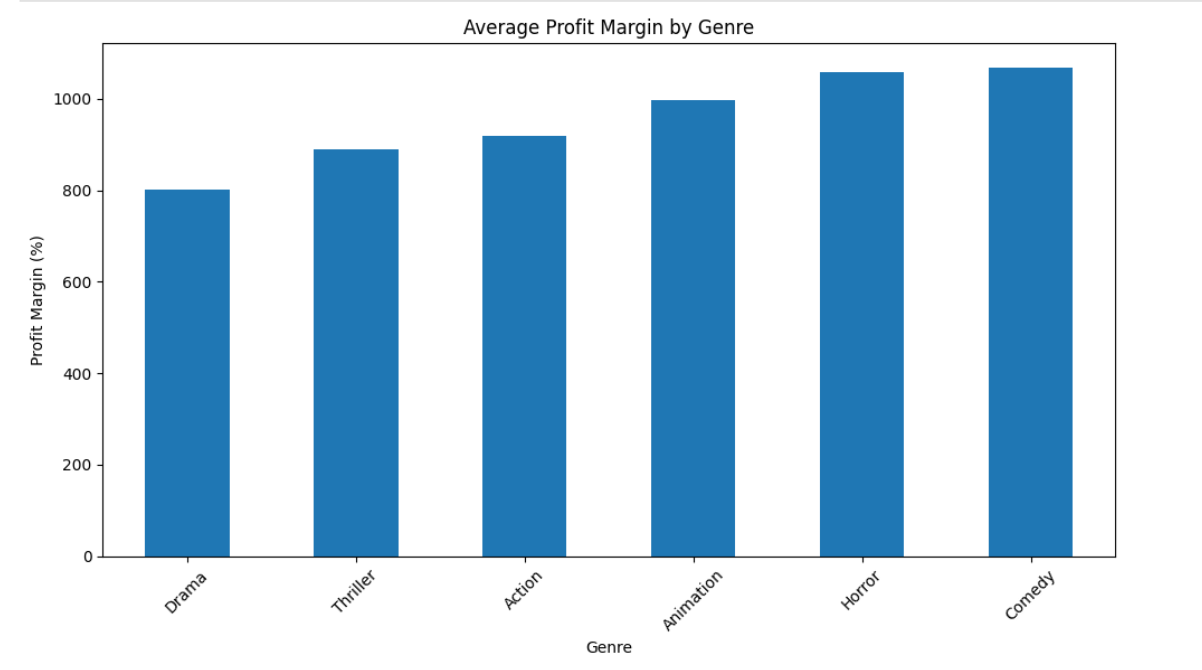 Average Profit Margin by Genre
Profit Margin (%)
1000
800
600
400
200
0
Drama
Thriller
Action
Animation
Horror
Comedy
Genre